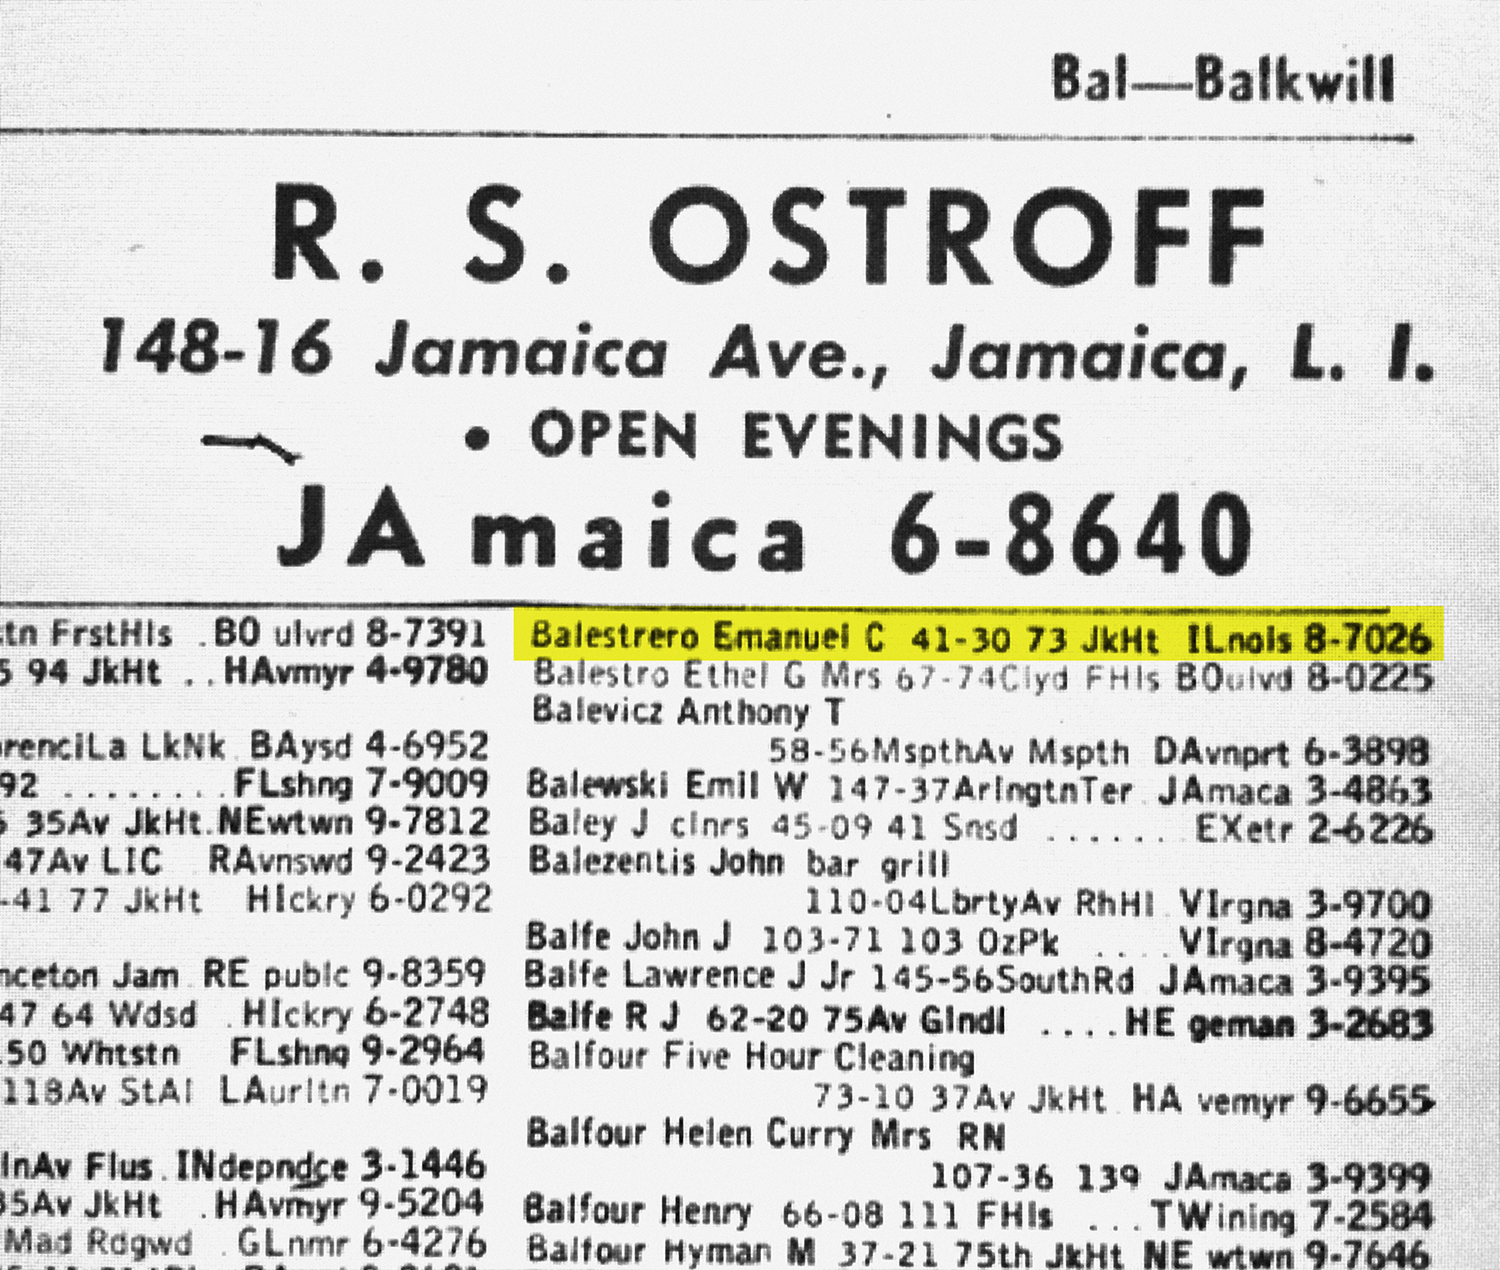 Bal—Balkwill
R. S. OSTROFF
148-16 Jamaica Ave., Jamaica, L. I.
• OPEN EVENINGS
JAmaica 6-8640
tn FrstHls .BO ulvrd 8-7391
94 JkHt ..HAvmyr 4-9780
LkNk BAysd 4-6952
92 ........FLshng 7-9009
35Av JkHt.NEwtwn 9-7812
47Av LIC RAvnswd 9-2423
-41 77 JkHt HIckry 6-0292
Jam RE publc 9-8359
47 64 Wdsd .HIckry 6-2748
50 Whtstn FLshng 9-2964
118Av StAl LAurltn 7-0019
lnAv Flus.INdepndce 3-1446
35Av JkHt .HAvmyr 9-5204
Mad Rdgwd .GLnmr 6-4276
Balestrero Emanuel C 41-30 73 JkHt ILnois 8-7026
Balestro Ethel G Mrs 67-74Clyd FHls BOulvd 8-0225
Balevicz Anthony T
58-56MspthAv Mspth DAvnprt 6-3898
Balewski Emil W 147-37ArlngtnTer JAmaca 3-4863
Baley J clnrs 45-09 41 Snsd .......EXetr 2-6226
Balezentis John bar grill
110-04LbrtyAv RhHl VIrgna 3-9700
Balfe John J 103-71 103 OzPk ....VIrgna 8-4720
Balfe Lawrence J Jr 145-56SouthRd JAmaca 3-9395
Balfe R J 62-20 75Av Glndl ....HE geman 3-2683
Balfour Five Hour Cleaning
73-10 37Av JkHt HA vemyr 9-6655
Balfour Helen Curry Mrs RN
107-36 139 JAmaca 3-9399
Balfour Henry 66-08 111 FHls ...TWining 7-2584
Balfour Hyman M 37-21 75th JkHt NE wtwn 9-7646